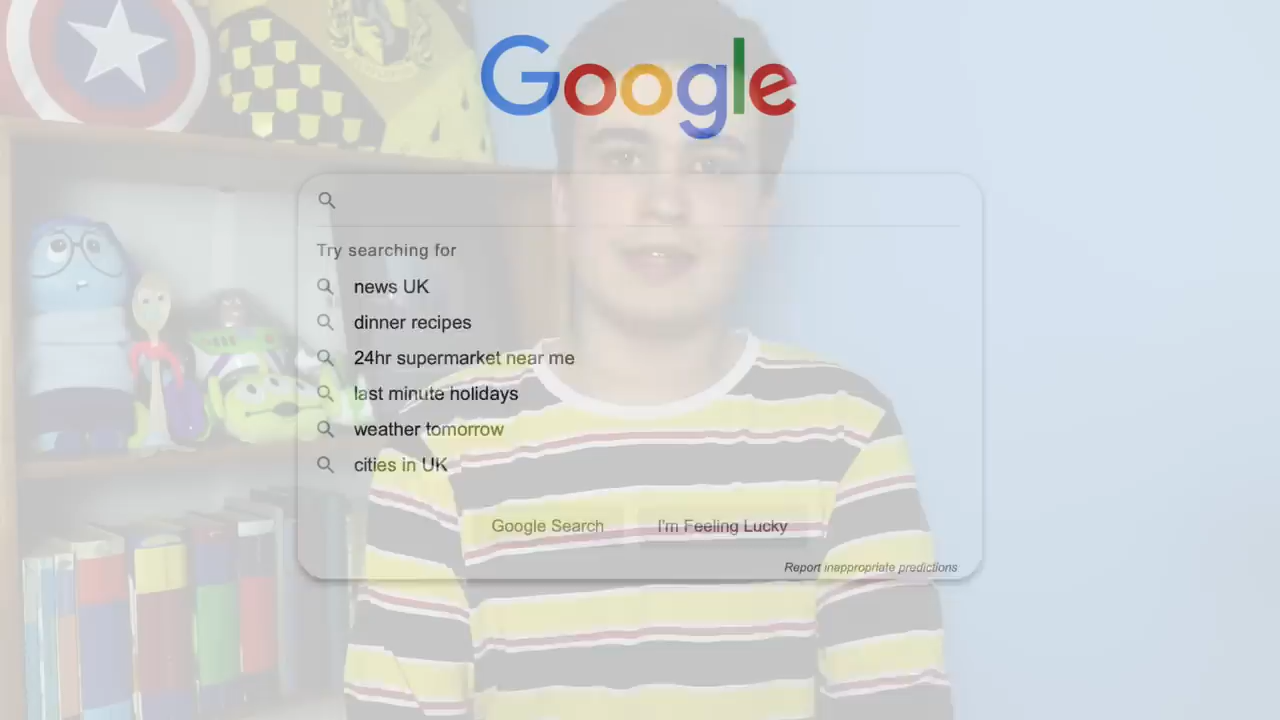 Google
Try searching for
news UK
dinner recipes
24hr supermarket near me
last minute holidays
weather tomorrow
cities in UK
Google Search
I'm Feeling Lucky
Report inappropriate predictions